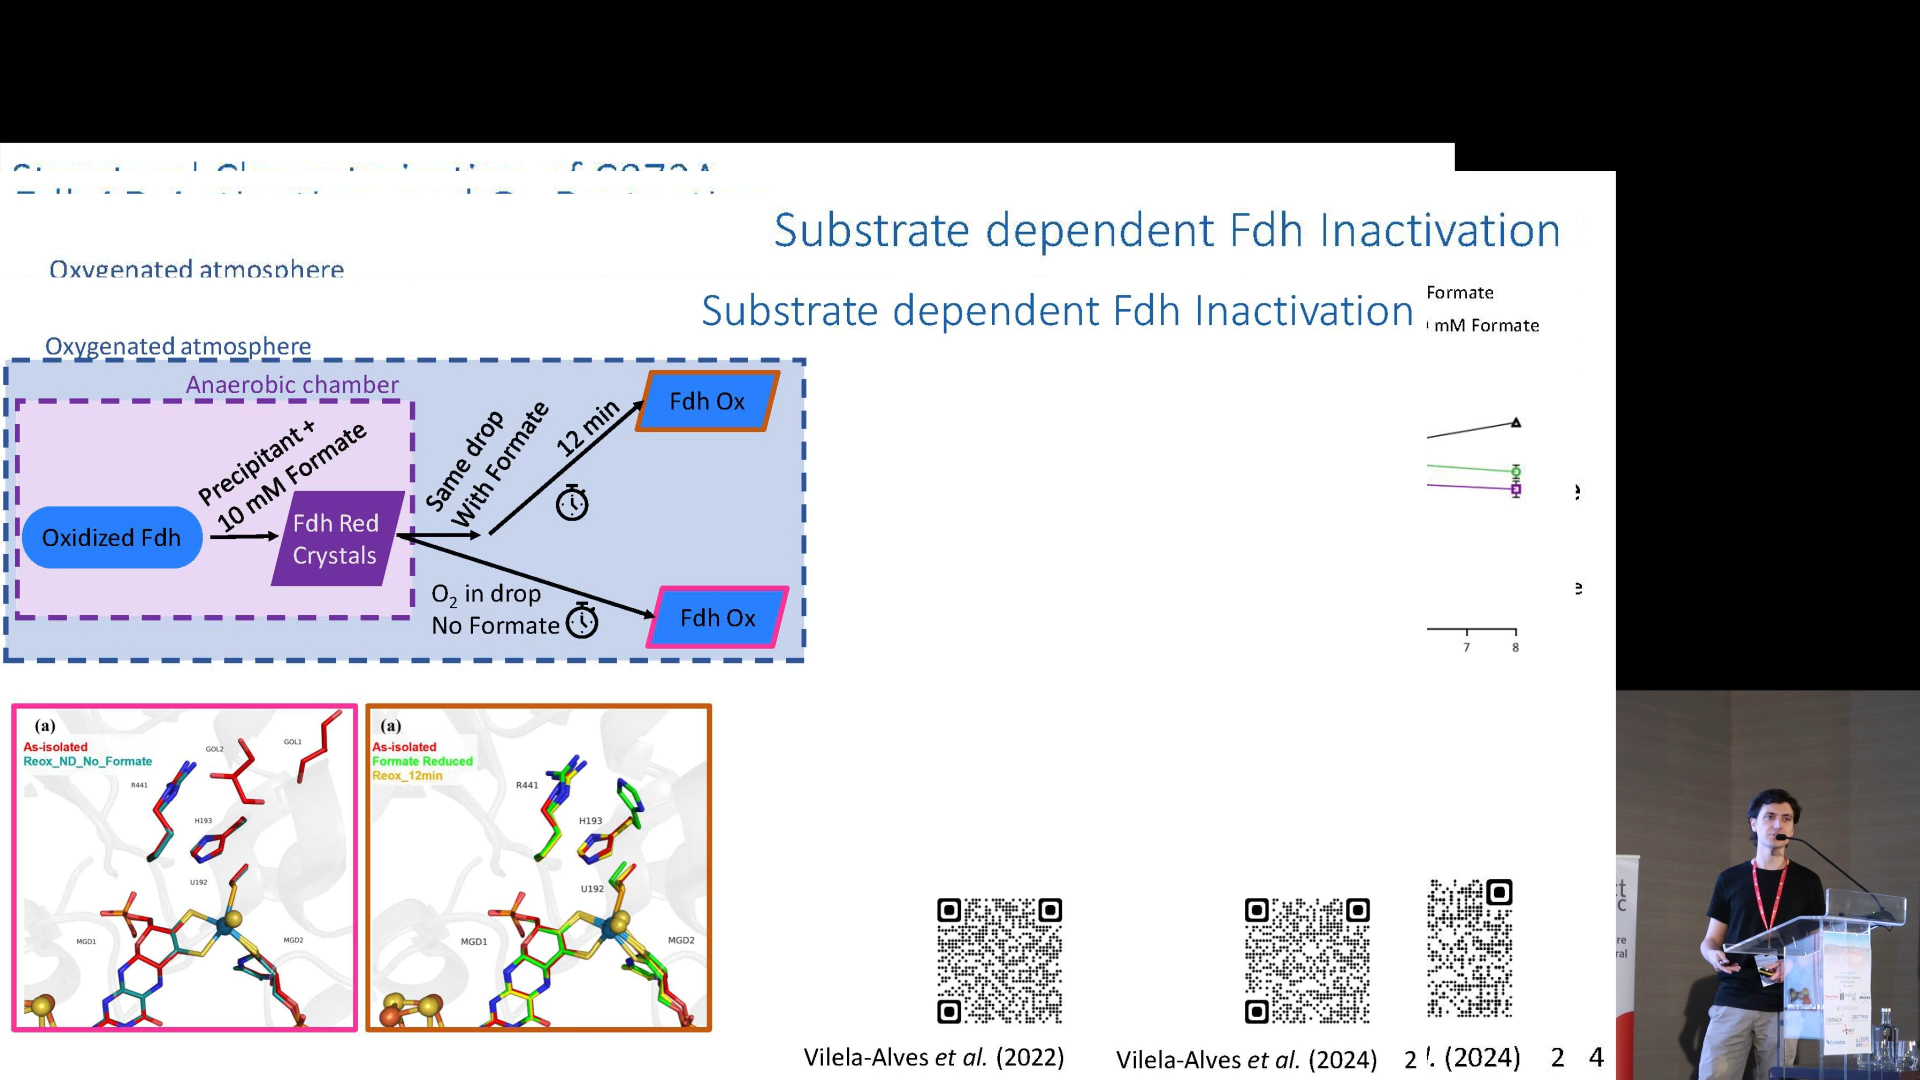 Substrate dependent Fdh Inactivation
Oxygenated atmosphere
Substrate dependent Fdh Inactivation
Formate
mM Formate
Oxygenated atmosphere
Anaerobic chamber
Precipitant +
10 mM Formate
Same drop
With Formate
12 min
Fdh Ox
Oxidized Fdh
Fdh Red
Crystals
O2 in drop
No Formate
Fdh Ox
7 8
(a)
As-isolated
Reox_ND_No_Formate
GOL2
GOL1
R441
H193
U192
MGD1
MGD2
(a)
As-isolated
Formate Reduced
Reox_12min
R441
H193
U192
MGD1
MGD2
Vilela-Alves et al. (2022)
Vilela-Alves et al. (2024)
2
(2024)
2 4